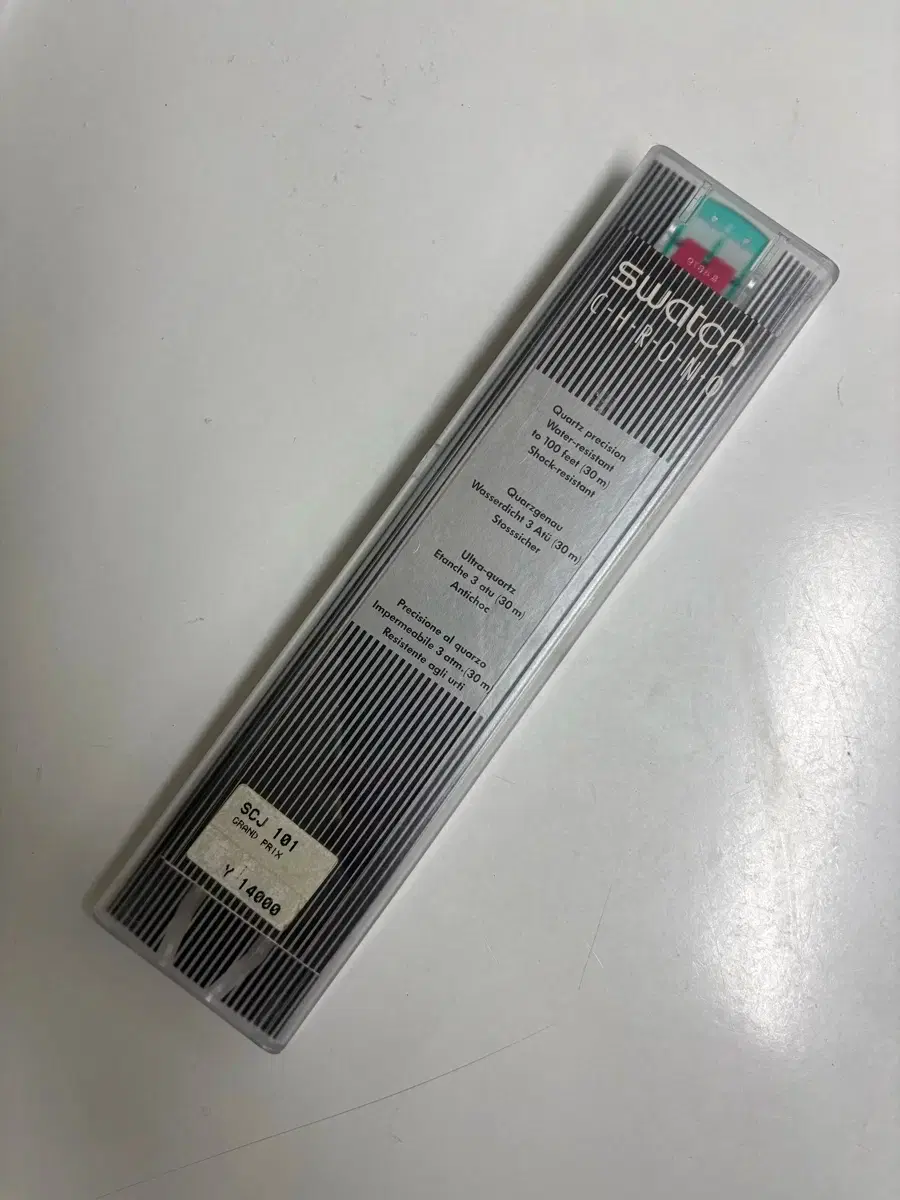 swatch
C-H-R-O-N-O
Quartz precision
Water-resistant
to 100 feet (30 m)
Shock-resistant
Quarzgenau
Wasserdicht 3 Atü (30 m)
Stosssicher
Ultra-quartz
Etanche 3 atu (30 m)
Antichoc
Precisione al quarzo
Impermeabile 3 atm.(30 m)
Resistente agli urti
SCJ 101
GRAND PRIX
Y 14000